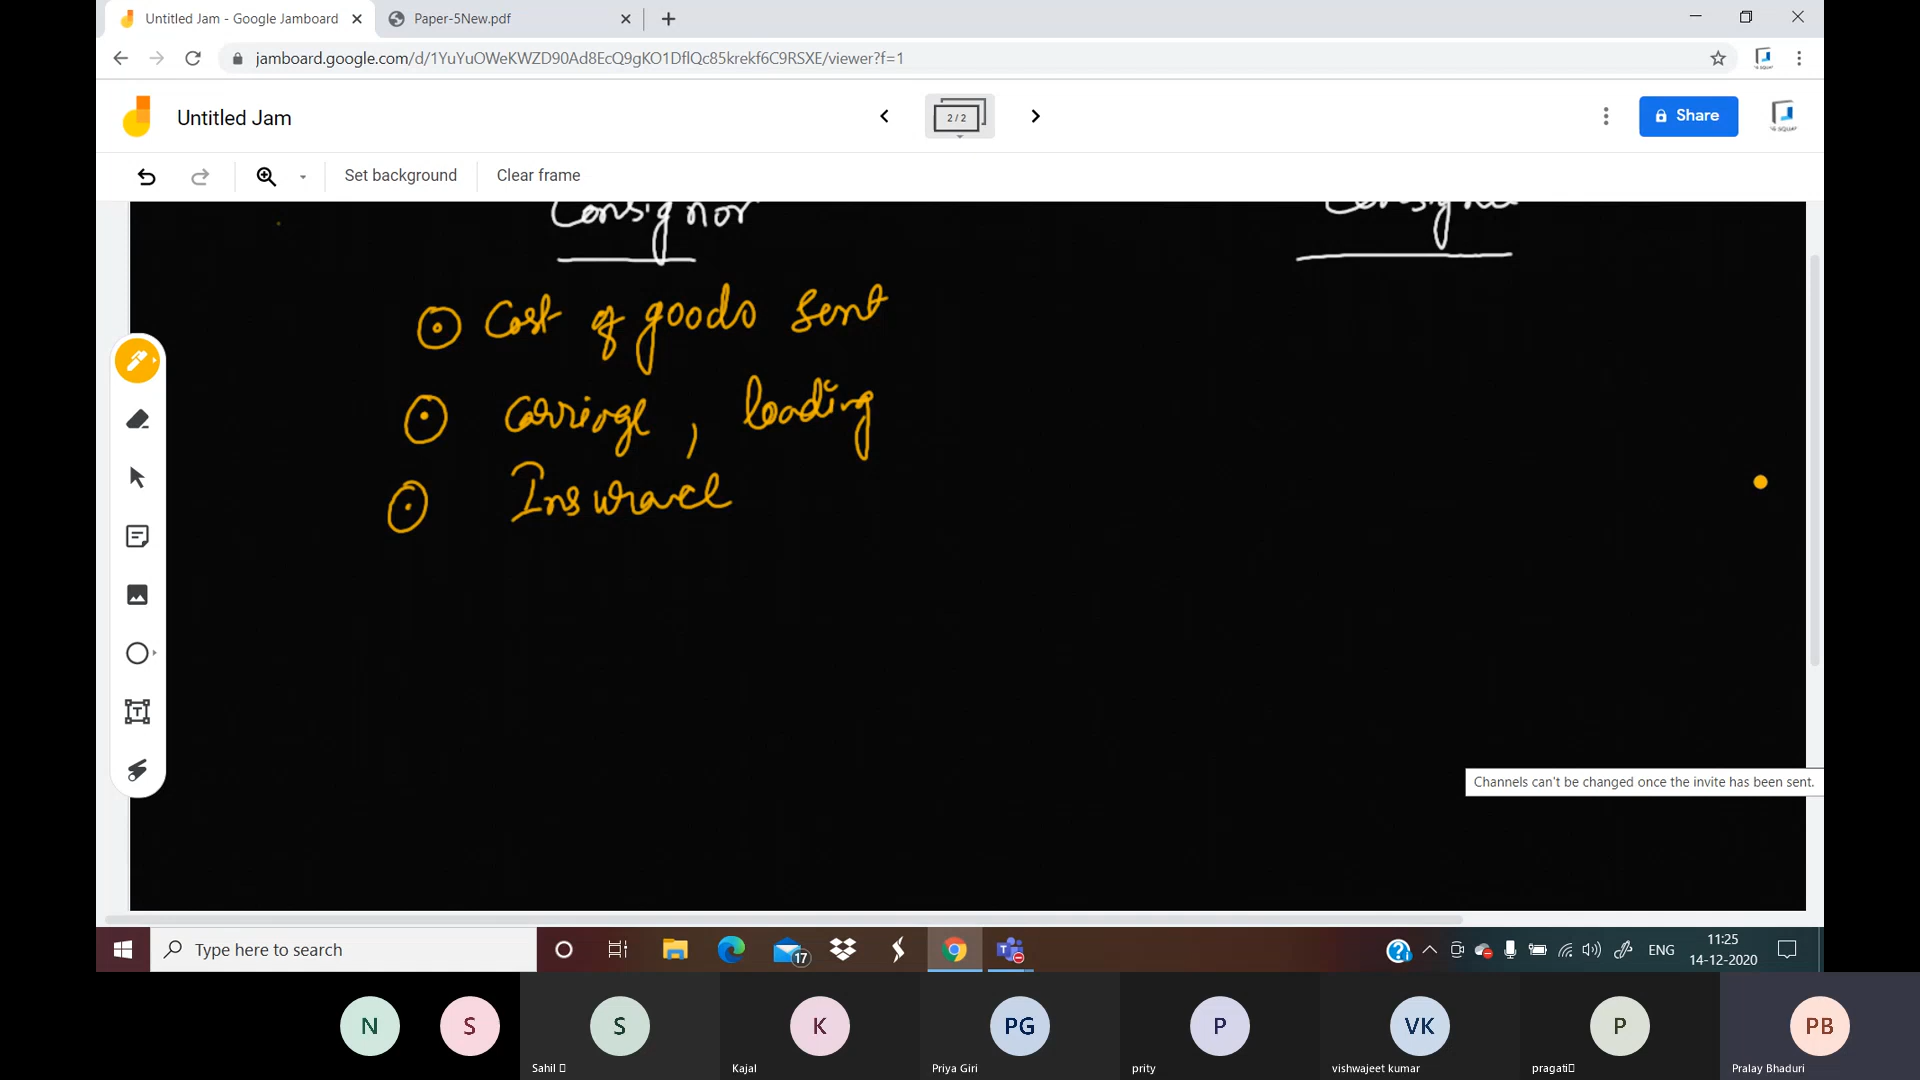 Untitled Jam - Google Jamboard
Paper-5New.pdf
jamboard.google.com/d/1YuYuOWeKWZD90Ad8EcQ9gKO1DflQc85krekf6C9RSXE/viewer?f=1
Untitled Jam
2 / 2
Share
Set background
Clear frame
Consignor
Cost of goods sent
carriage, loading
Insurance
Channels can't be changed once the invite has been sent.
Type here to search
17
ENG
11:25
14-12-2020
N S S K PG P VK P PB
Sahil Kajal Priya Giri prity vishwajeet kumar pragati Pralay Bhaduri